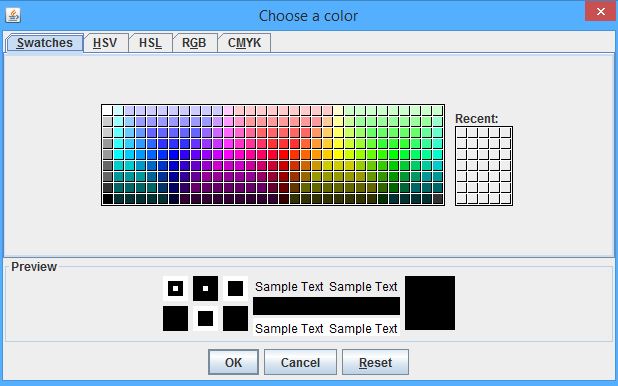 Choose a color
Swatches HSV HSL RGB CMYK
Recent:
Preview
Sample Text Sample Text
Sample Text Sample Text
OK Cancel Reset